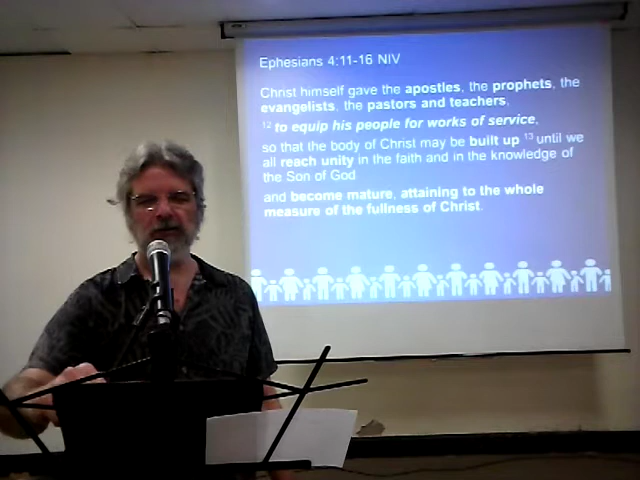 Ephesians 4:11-16 NIV
Christ himself gave the apostles, the prophets, the
evangelists, the pastors and teachers,
12 to equip his people for works of service,
so that the body of Christ may be built up 13 until we
all reach unity in the faith and in the knowledge of
the Son of God
and become mature, attaining to the whole
measure of the fullness of Christ.